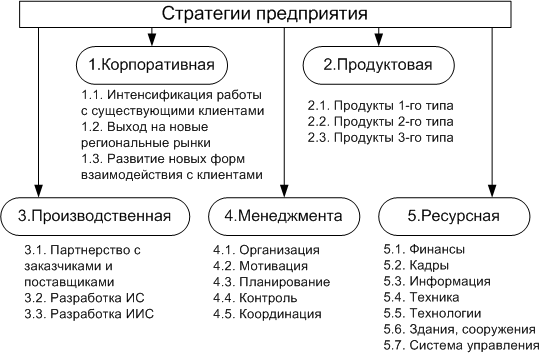 Стратегии предприятия
1.Корпоративная
1.1. Интенсификация работы
с существующими клиентами
1.2. Выход на новые
региональные рынки
1.3. Развитие новых форм
взаимодействия с клиентами
2.Продуктовая
2.1. Продукты 1-го типа
2.2. Продукты 2-го типа
2.3. Продукты 3-го типа
3.Производственная
3.1. Партнерство с
заказчиками и
поставщиками
3.2. Разработка ИС
3.3. Разработка ИИС
4.Менеджмента
4.1. Организация
4.2. Мотивация
4.3. Планирование
4.4. Контроль
4.5. Координация
5.Ресурсная
5.1. Финансы
5.2. Кадры
5.3. Информация
5.4. Техника
5.5. Технологии
5.6. Здания, сооружения
5.7. Система управления